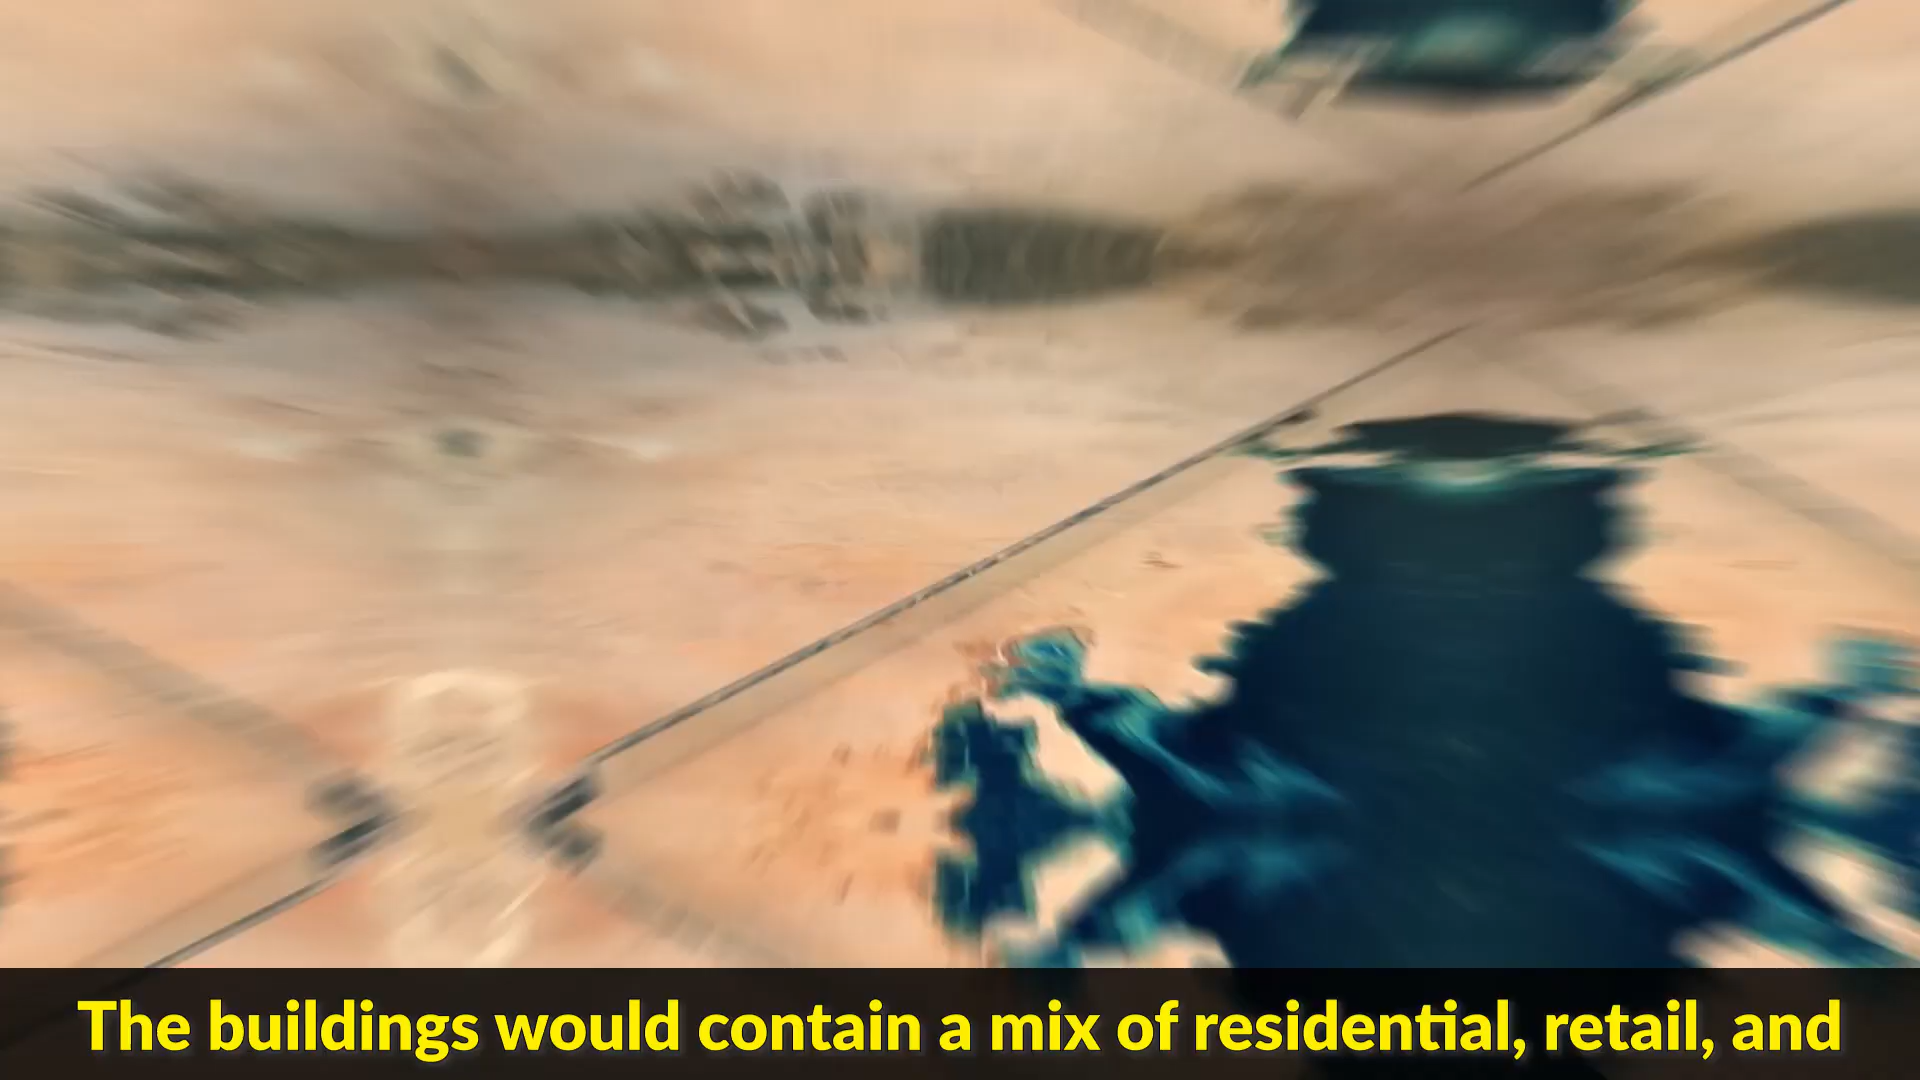 The buildings would contain a mix of residential, retail, and